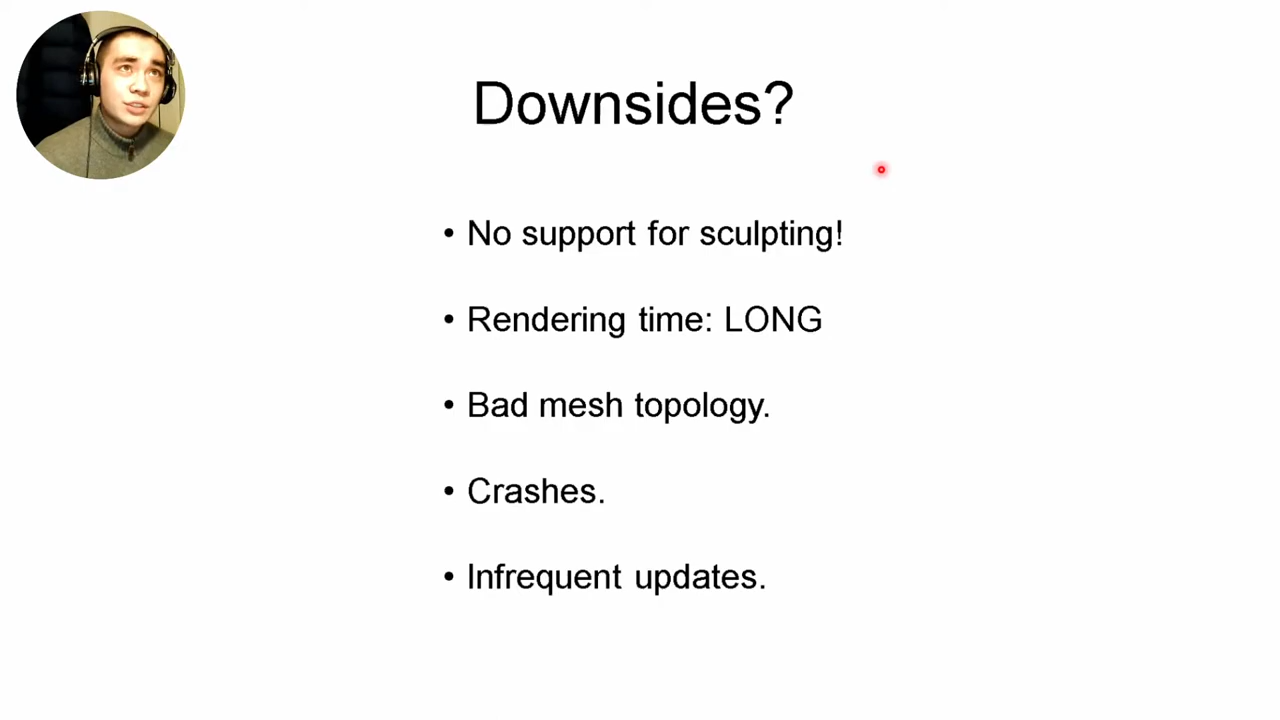 Downsides?
• No support for sculpting!
• Rendering time: LONG
• Bad mesh topology.
• Crashes.
• Infrequent updates.